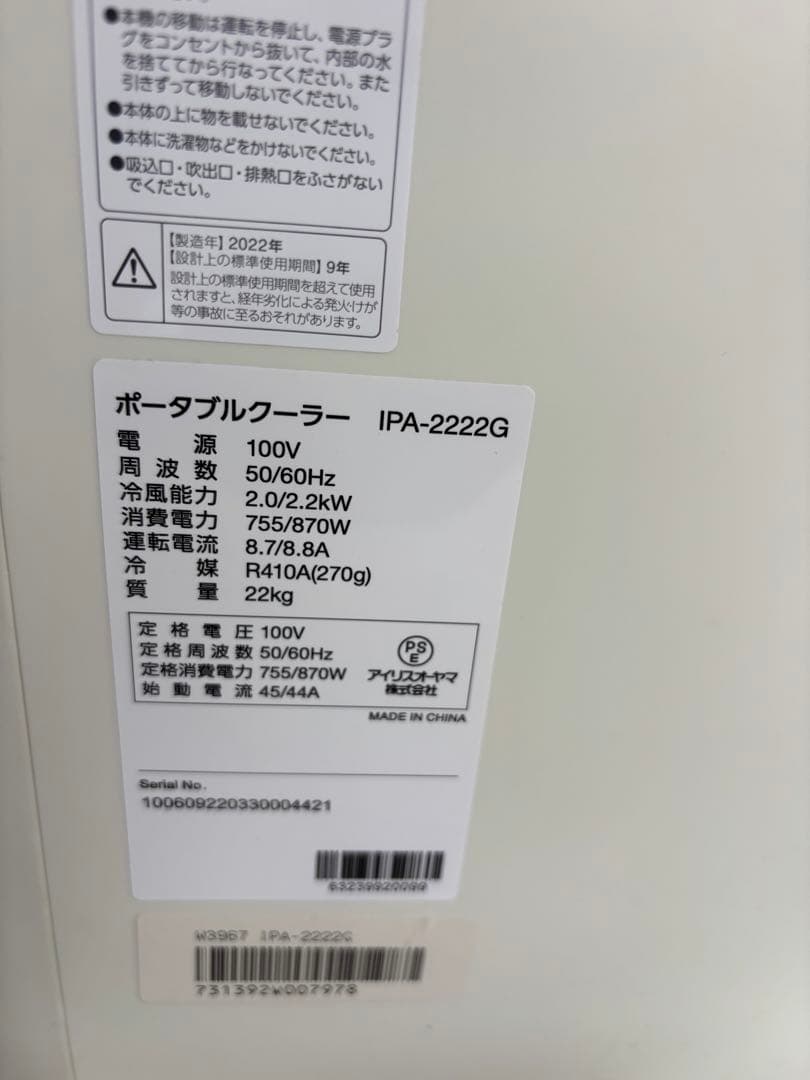 ●本機の移動は運転を停止し、電源プラ
グをコンセントから抜いて、内部の水
を捨ててから行なってください。また
引きずって移動しないでください。
●本体の上に物を載せないでください。
●本体に洗濯物などをかけないでください。
●吸込口・吹出口・排熱口をふさがない
でください。
【製造年】2022年
【設計上の標準使用期間】9年
設計上の標準使用期間を超えて使用
されますと、経年劣化による発火・けが
等の事故に至るおそれがあります。
ポータブルクーラー IPA-2222G
電源 100V
周波数 50/60Hz
冷風能力 2.0/2.2kW
消費電力 755/870W
運転電流 8.7/8.8A
冷媒 R410A(270g)
質量 22kg
定格電圧 100V
定格周波数 50/60Hz
定格消費電力 755/870W
始動電流 45/44A
PS
E
アイリスオーヤマ
株式会社
MADE IN CHINA
Serial No.
100609220330004421
63239920099
W3967 IPA-2222G
731392W007978